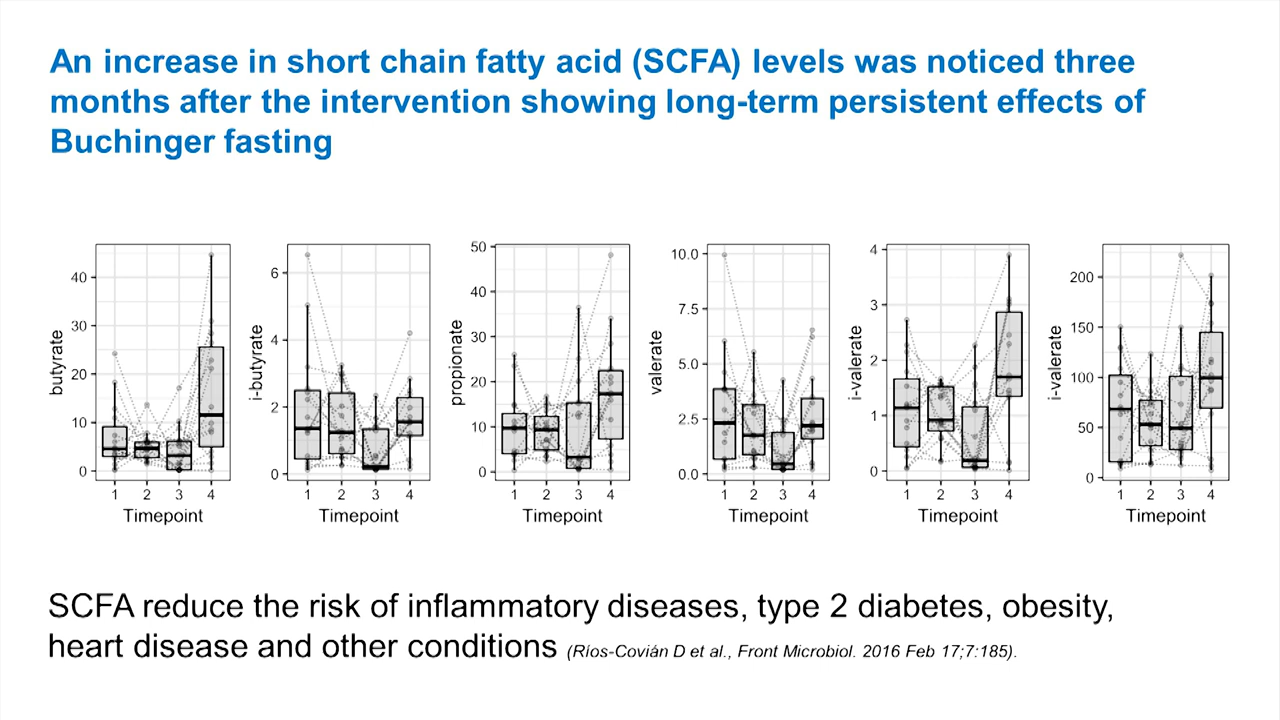 An increase in short chain fatty acid (SCFA) levels was noticed three
months after the intervention showing long-term persistent effects of
Buchinger fasting
butyrate
40
30
20
10
0
1 2 3 4
Timepoint
i-butyrate
6
4
2
0
1 2 3 4
Timepoint
propionate
50
40
30
20
10
0
1 2 3 4
Timepoint
valerate
10.0
7.5
5.0
2.5
0.0
1 2 3 4
Timepoint
i-valerate
4
3
2
1
0
1 2 3 4
Timepoint
i-valerate
200
150
100
50
0
1 2 3 4
Timepoint
SCFA reduce the risk of inflammatory diseases, type 2 diabetes, obesity,
heart disease and other conditions (Ríos-Covián D et al., Front Microbiol. 2016 Feb 17;7:185).